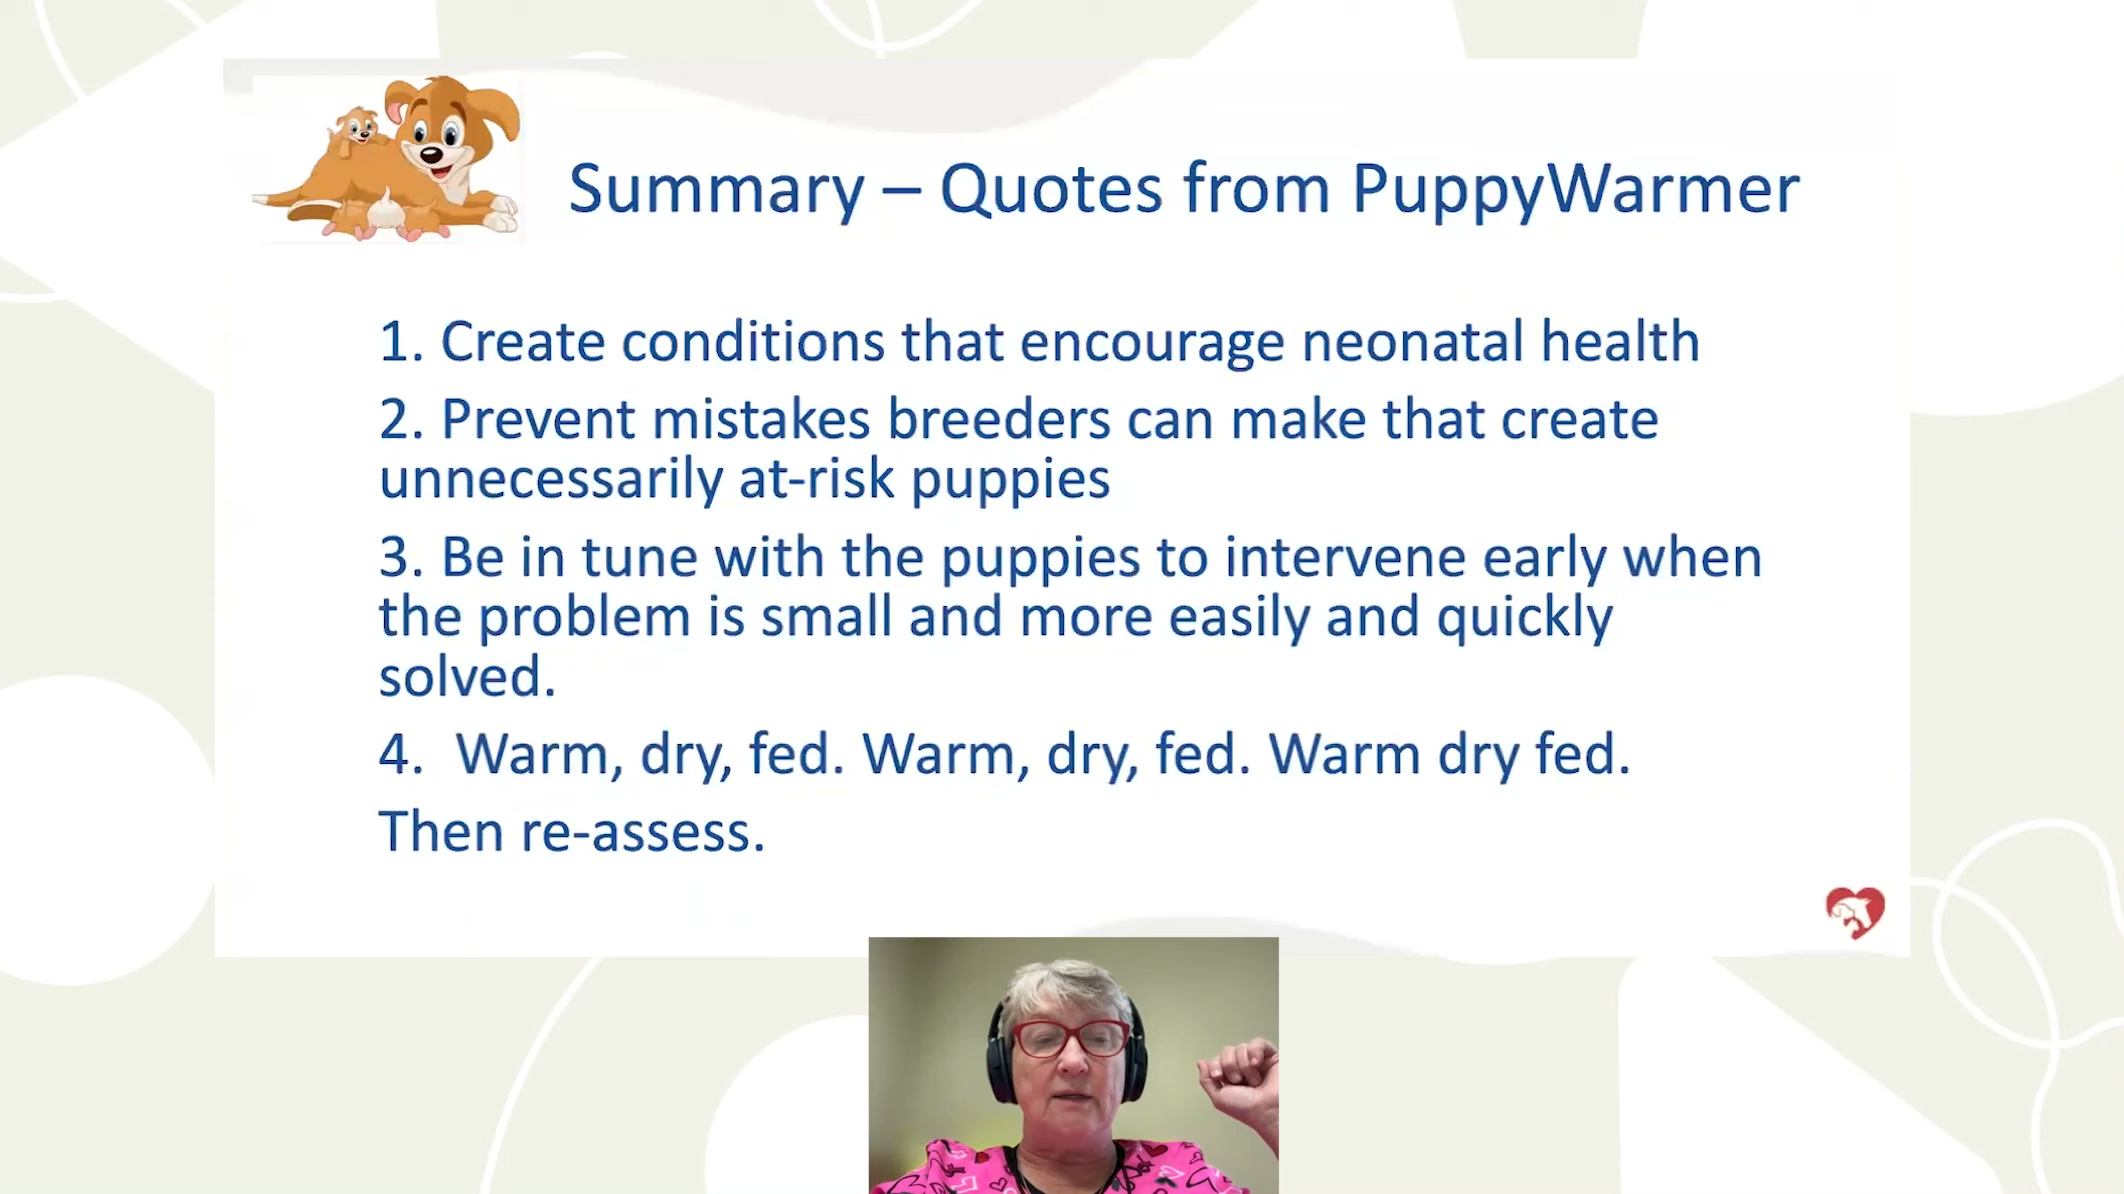 Summary – Quotes from PuppyWarmer
1. Create conditions that encourage neonatal health
2. Prevent mistakes breeders can make that create
unnecessarily at-risk puppies
3. Be in tune with the puppies to intervene early when
the problem is small and more easily and quickly
solved.
4. Warm, dry, fed. Warm, dry, fed. Warm dry fed.
Then re-assess.